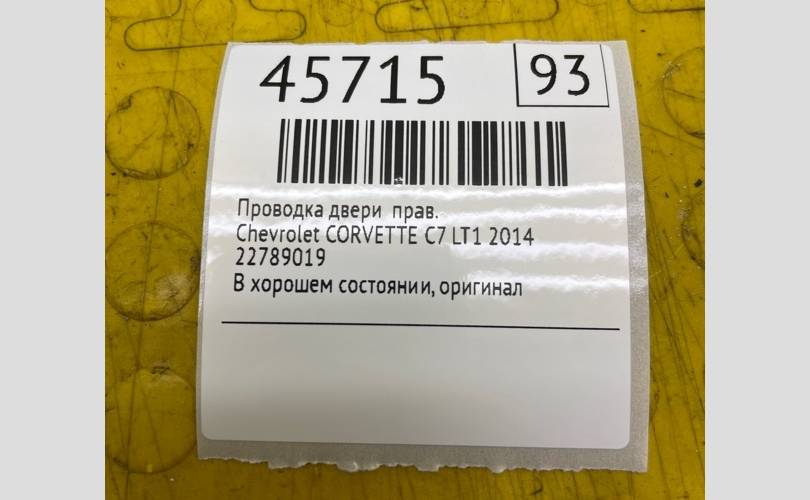 45715 93
Проводка двери прав.
Chevrolet CORVETTE C7 LT1 2014
22789019
В хорошем состоянии, оригинал